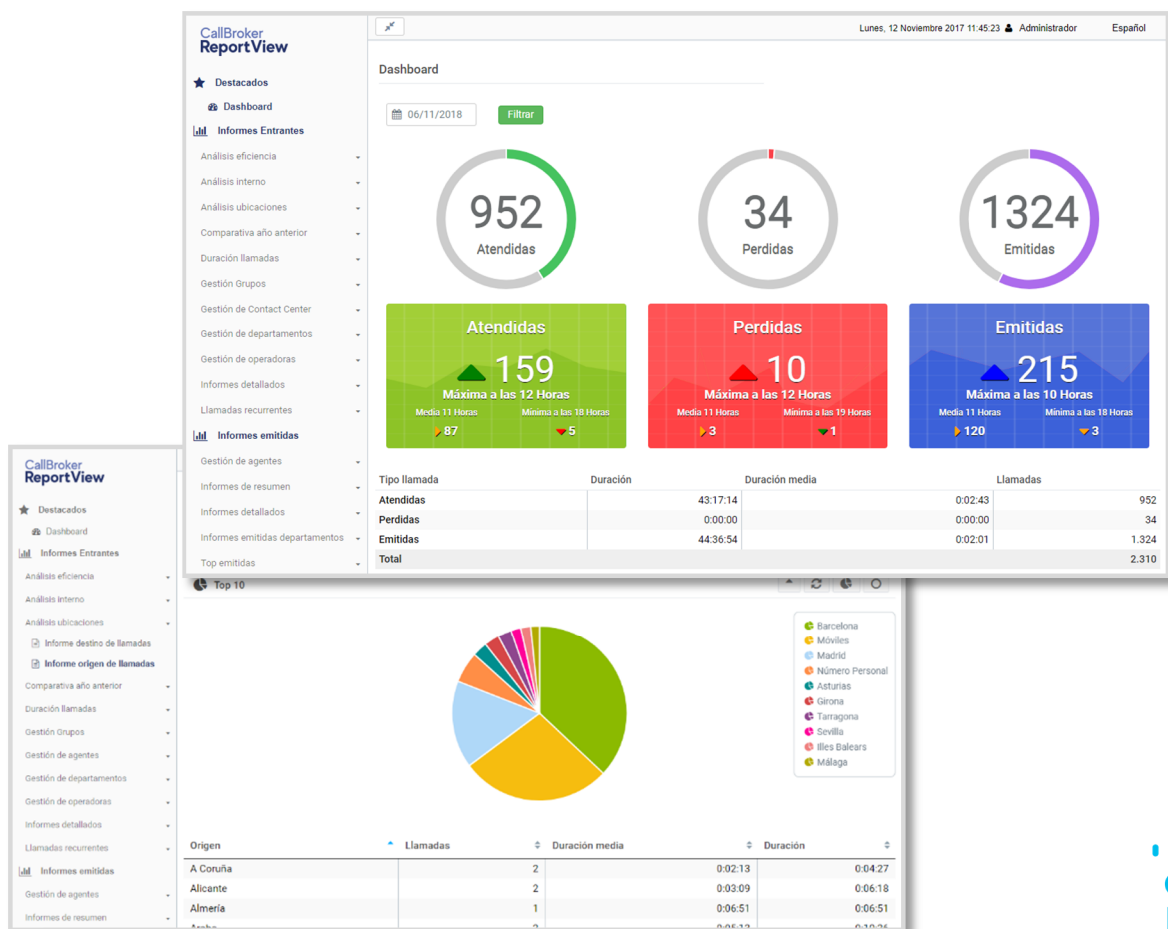 CallBroker
ReportView
Lunes, 12 Noviembre 2017 11:45:23 Administrador Español
Destacados
Dashboard
Informes Entrantes
Análisis eficiencia
Análisis interno
Análisis ubicaciones
Comparativa año anterior
Duración llamadas
Gestión Grupos
Gestión de Contact Center
Gestión de departamentos
Gestión de operadoras
Informes detallados
Llamadas recurrentes
Informes emitidas
Gestión de agentes
Informes de resumen
Informes detallados
Informes emitidas departamentos
Top emitidas
Dashboard
06/11/2018 Filtrar
952 34 1324
Atendidas Perdidas Emitidas
Atendidas Perdidas Emitidas
159 10 215
Máxima a las 12 Horas Máxima a las 12 Horas Máxima a las 10 Horas
Media 11 Horas Mínima a las 18 Horas Media 11 Horas Mínima a las 19 Horas Media 11 Horas Mínima a las 18 Horas
87 5 3 1 120 3
Tipo llamada Duración Duración media Llamadas
Atendidas 43:17:14 0:02:43 952
Perdidas 0:00:00 0:00:00 34
Emitidas 44:36:54 0:02:01 1.324
Total 2.310
CallBroker
ReportView
Destacados
Dashboard
Informes Entrantes
Análisis eficiencia
Análisis interno
Análisis ubicaciones
Informe destino de llamadas
Informe origen de llamadas
Comparativa año anterior
Duración llamadas
Gestión Grupos
Gestión de agentes
Gestión de departamentos
Gestión de operadoras
Informes detallados
Llamadas recurrentes
Informes emitidas
Gestión de agentes
Informes de resumen
Top 10
Barcelona
Móviles
Madrid
Número Personal
Asturias
Girona
Tarragona
Sevilla
Illes Balears
Málaga
Origen Llamadas Duración media Duración
A Coruña 2 0:02:13 0:04:27
Alicante 2 0:03:09 0:06:18
Almería 1 0:06:51 0:06:51